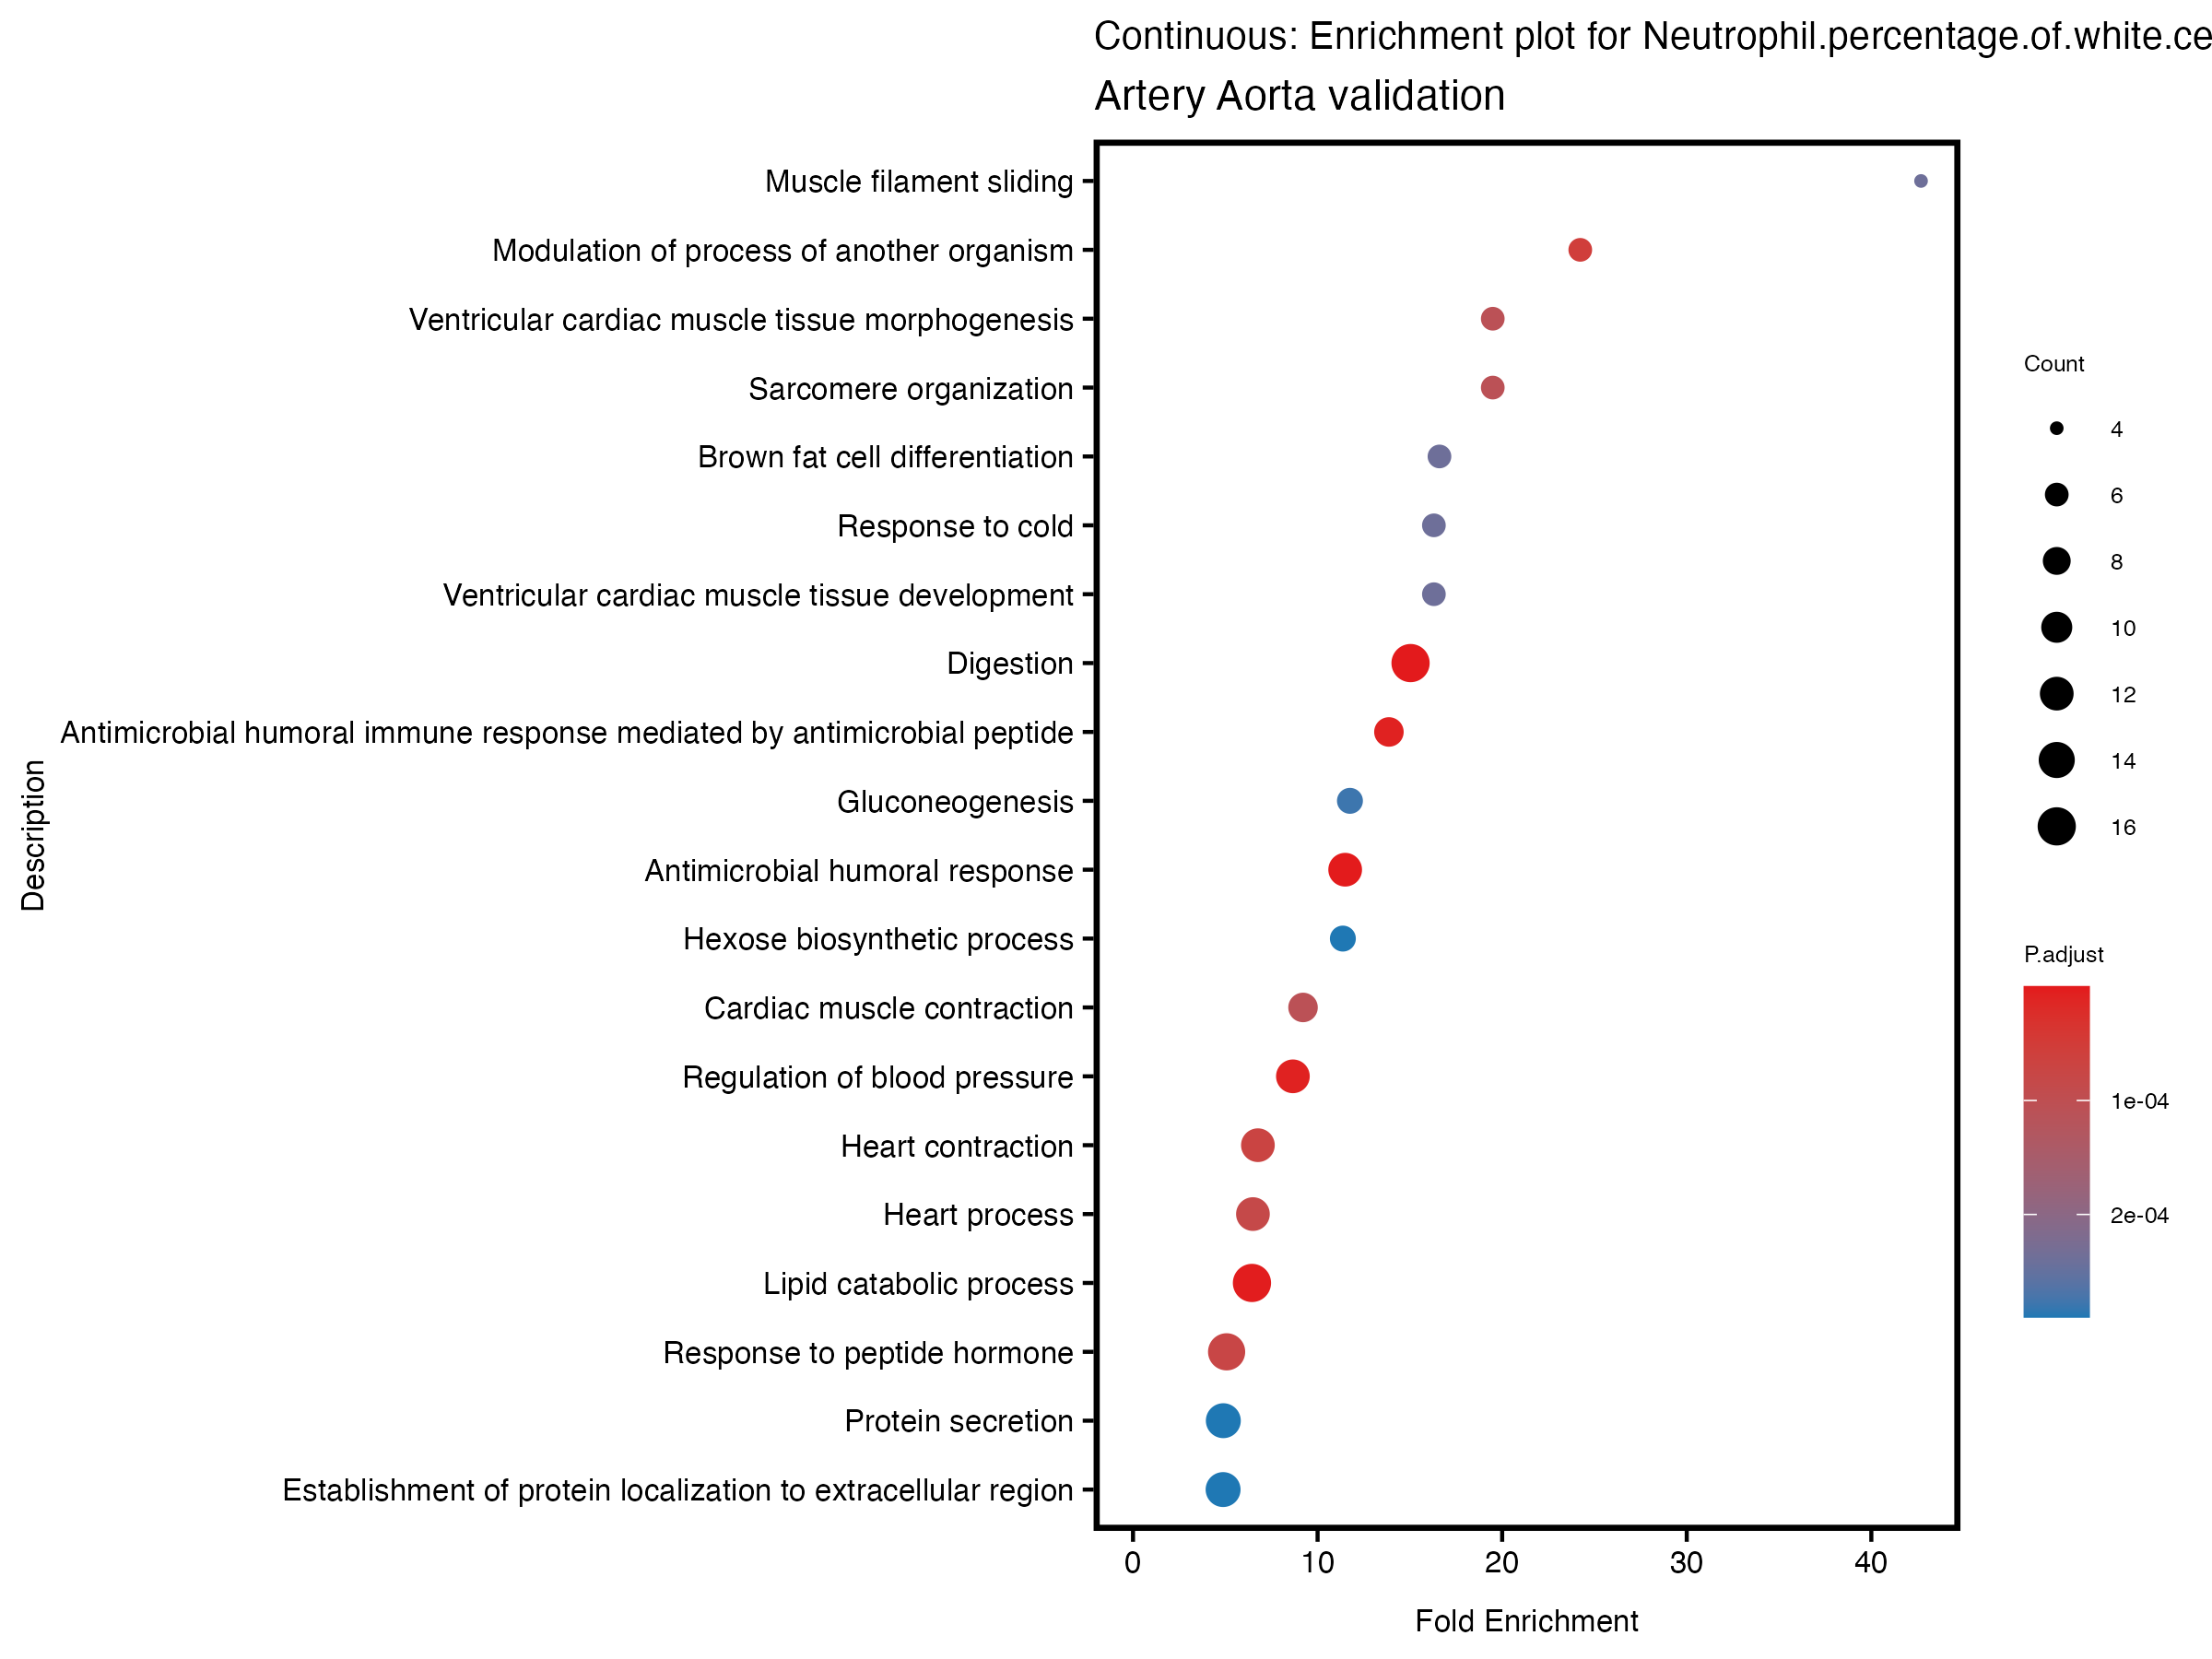 Continuous: Enrichment plot for Neutrophil.percentage.of.white.ce
Artery Aorta validation
Description
Muscle filament sliding
Modulation of process of another organism
Ventricular cardiac muscle tissue morphogenesis
Sarcomere organization
Brown fat cell differentiation
Response to cold
Ventricular cardiac muscle tissue development
Digestion
Antimicrobial humoral immune response mediated by antimicrobial peptide
Gluconeogenesis
Antimicrobial humoral response
Hexose biosynthetic process
Cardiac muscle contraction
Regulation of blood pressure
Heart contraction
Heart process
Lipid catabolic process
Response to peptide hormone
Protein secretion
Establishment of protein localization to extracellular region
0 10 20 30 40
Fold Enrichment
Count
4
6
8
10
12
14
16
P.adjust
1e-04
2e-04